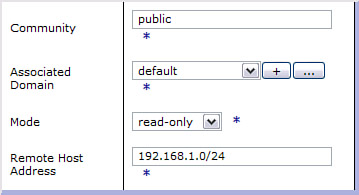 Community
public
*
Associated
Domain
default + ...
*
Mode
read-only *
Remote Host
Address
192.168.1.0/24
*